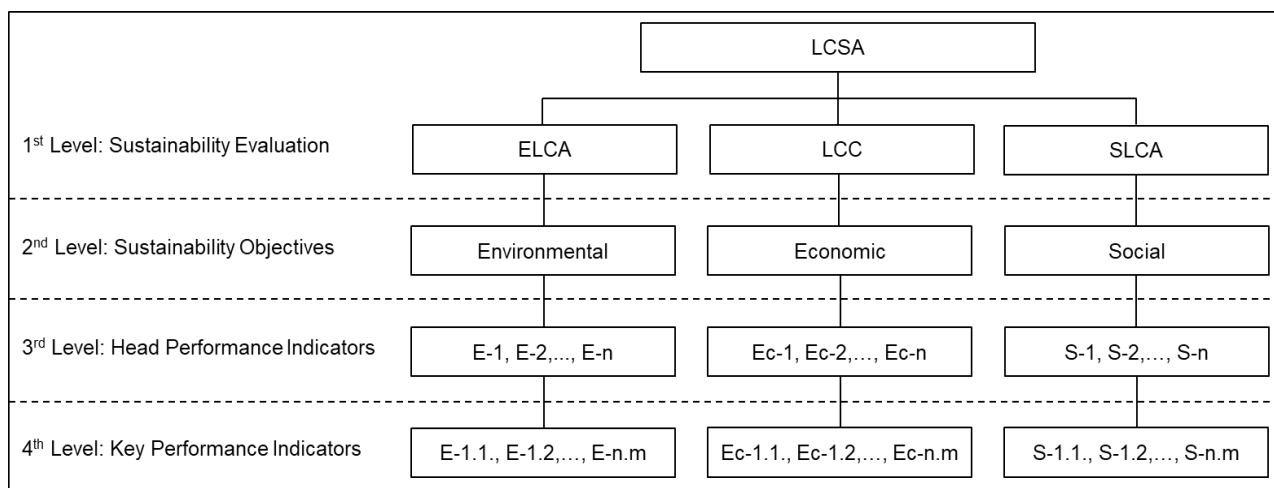 LCSA
1st Level: Sustainability Evaluation
ELCA
LCC
SLCA
2nd Level: Sustainability Objectives
Environmental
Economic
Social
3rd Level: Head Performance Indicators
E-1, E-2,..., E-n
Ec-1, Ec-2,…, Ec-n
S-1, S-2,…, S-n
4th Level: Key Performance Indicators
E-1.1., E-1.2,…, E-n.m
Ec-1.1., Ec-1.2,…, Ec-n.m
S-1.1., S-1.2,…, S-n.m